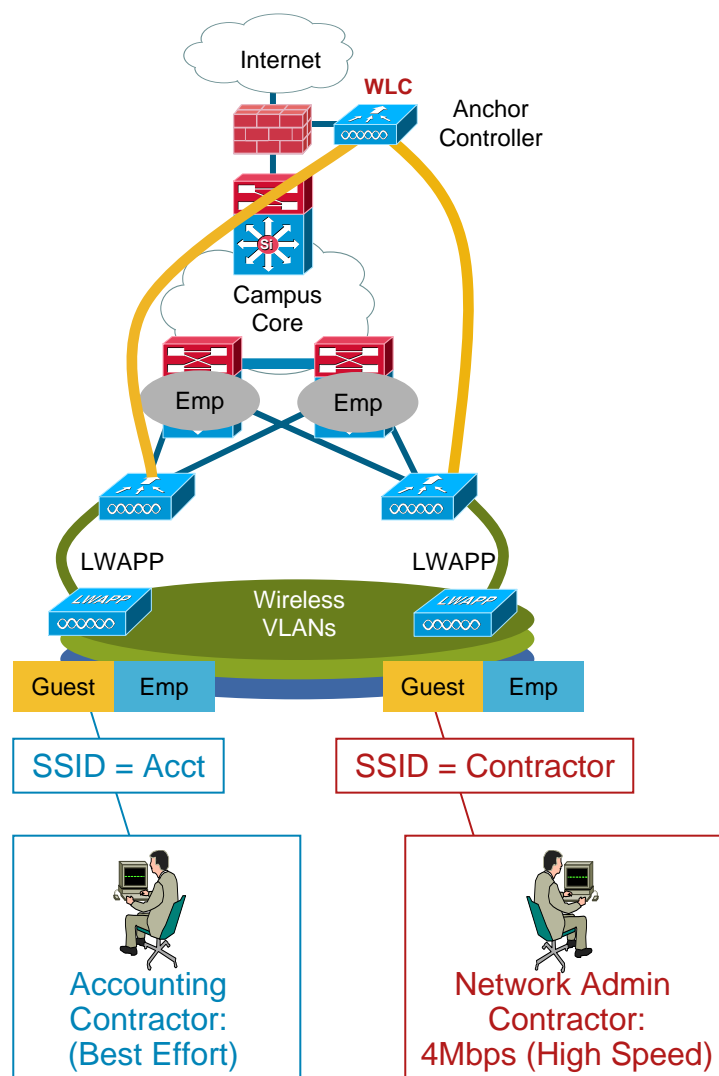 Internet
WLC
Anchor
Controller
Si
Campus
Core
Emp
Emp
LWAPP
LWAPP
LWAPP
LWAPP
Wireless
VLANs
Guest
Emp
Guest
Emp
SSID = Acct
SSID = Contractor
Accounting
Contractor:
(Best Effort)
Network Admin
Contractor:
4Mbps (High Speed)